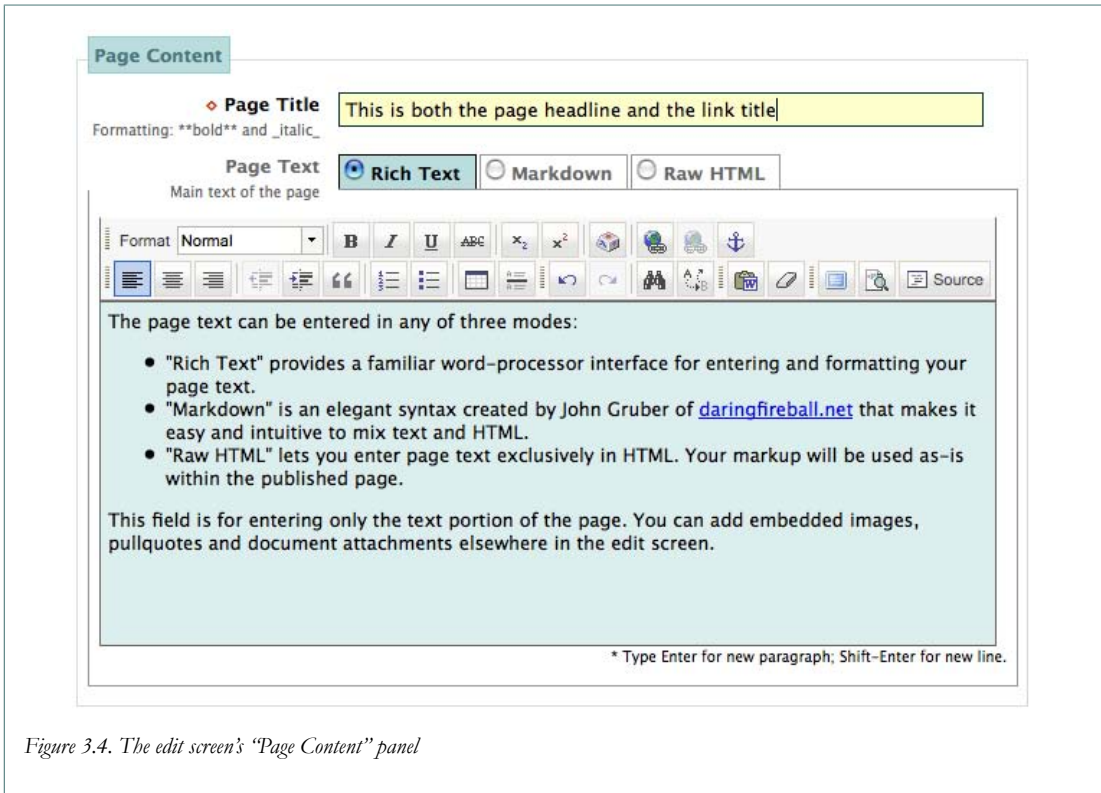 Page Content
◇ Page Title
This is both the page headline and the link title
Formatting: **bold** and _italic_
Page Text
Rich Text
Markdown
Raw HTML
Main text of the page
Format Normal B I U ABC x₂ x²
Source
The page text can be entered in any of three modes:
• "Rich Text" provides a familiar word-processor interface for entering and formatting your
page text.
• "Markdown" is an elegant syntax created by John Gruber of daringfireball.net that makes it
easy and intuitive to mix text and HTML.
• "Raw HTML" lets you enter page text exclusively in HTML. Your markup will be used as-is
within the published page.
This field is for entering only the text portion of the page. You can add embedded images,
pullquotes and document attachments elsewhere in the edit screen.
* Type Enter for new paragraph; Shift-Enter for new line.
Figure 3.4. The edit screen’s “Page Content” panel